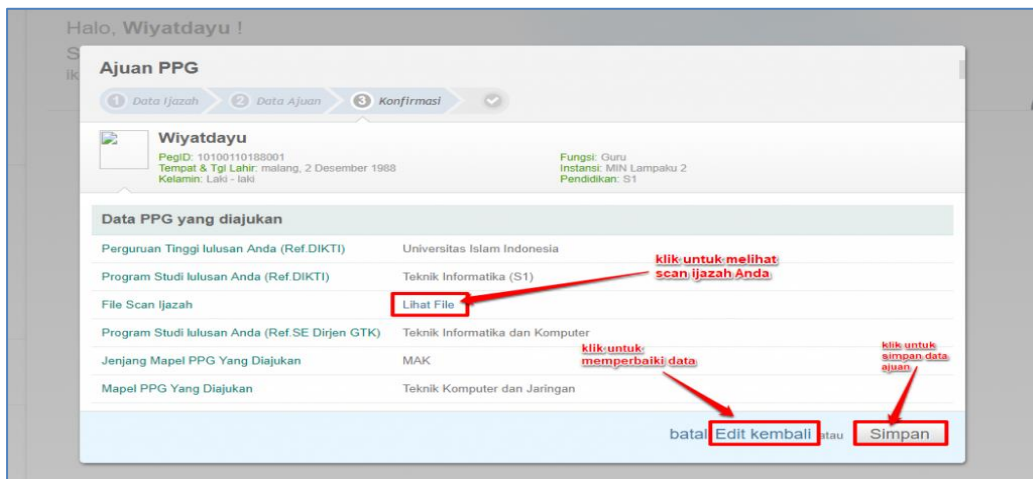 Halo, Wiyatdayu !
S
ik
Ajuan PPG
1 Data Ijazah 2 Data Ajuan 3 Konfirmasi
Wiyatdayu
PegID: 10100110188001
Tempat & Tgl Lahir: malang, 2 Desember 1988
Kelamin: Laki - laki
Fungsi: Guru
Instansi: MIN Lampaku 2
Pendidikan: S1
Data PPG yang diajukan
Perguruan Tinggi lulusan Anda (Ref.DIKTI) Universitas Islam Indonesia
klik untuk melihat
scan ijazah Anda
Program Studi lulusan Anda (Ref.DIKTI) Teknik Informatika (S1)
File Scan Ijazah Lihat File
Program Studi lulusan Anda (Ref.SE Dirjen GTK) Teknik Informatika dan Komputer
klik untuk
memperbaiki data
klik untuk
simpan data
ajuan
Jenjang Mapel PPG Yang Diajukan MAK
Mapel PPG Yang Diajukan Teknik Komputer dan Jaringan
batal Edit kembali atau Simpan